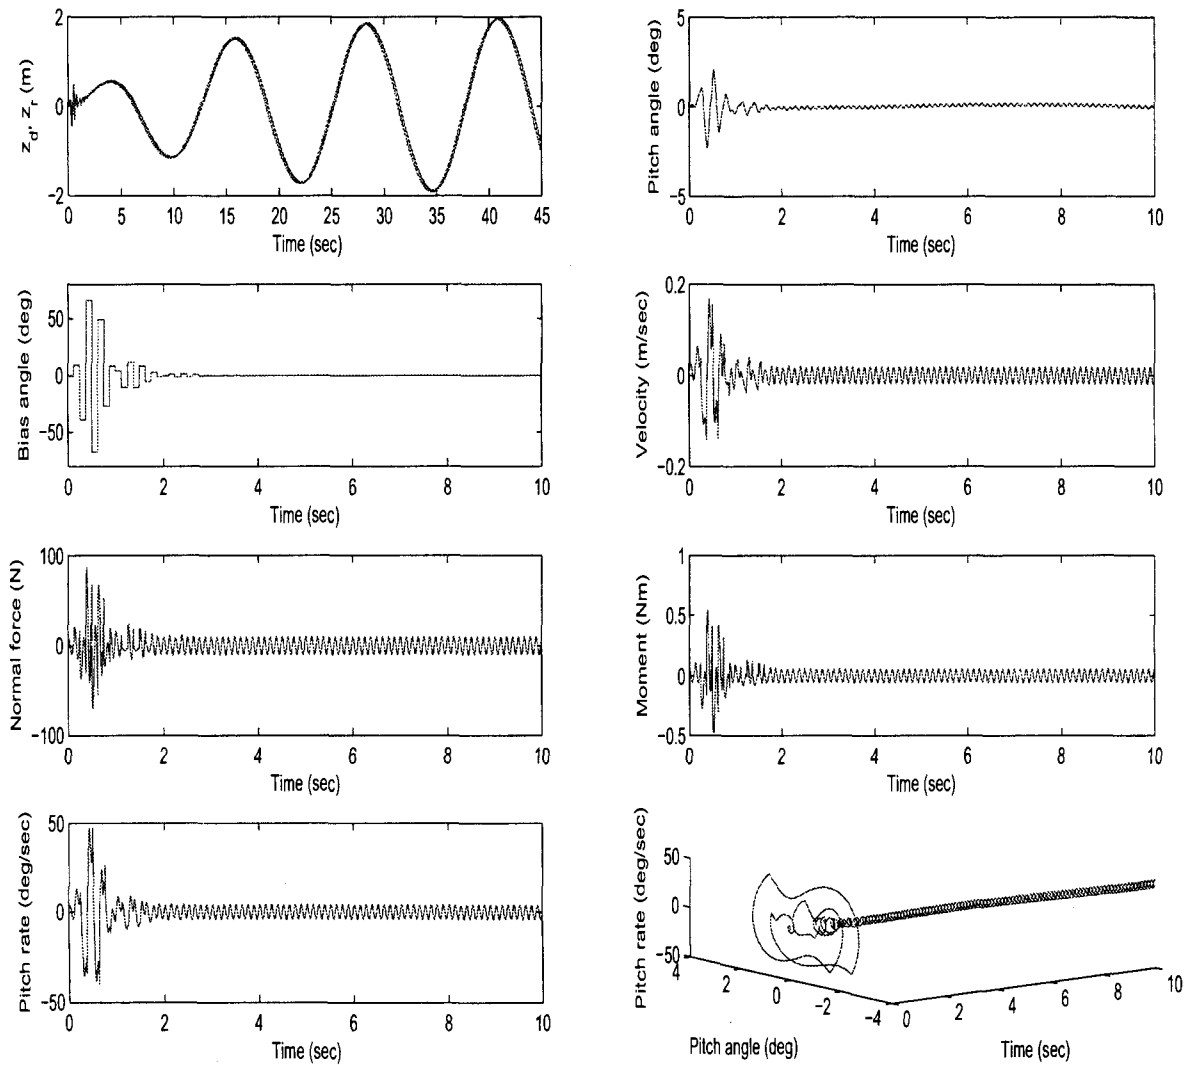 z_d, z_r (m)
2
0
−2
0 5 10 15 20 25 30 35 40 45
Time (sec)
Pitch angle (deg)
5
0
−5
0 2 4 6 8 10
Time (sec)
Bias angle (deg)
50
0
−50
0 2 4 6 8 10
Time (sec)
Velocity (m/sec)
0.2
0
−0.2
0 2 4 6 8 10
Time (sec)
Normal force (N)
100
0
−100
0 2 4 6 8 10
Time (sec)
Moment (Nm)
1
0.5
0
−0.5
0 2 4 6 8 10
Time (sec)
Pitch rate (deg/sec)
50
0
−50
0 2 4 6 8 10
Time (sec)
Pitch rate (deg/sec)
50
0
−50
4 2 0 −2 −4
Pitch angle (deg)
0 2 4 6 8 10
Time (sec)